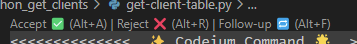 hon_get_clients > get-client-table.py > ...
Accept ✅ (Alt+A) | Reject ❌ (Alt+R) | Follow-up 🔁 (Alt+F)
<<<<<<<<<<<<<< ✨ Codeium Command 🌟